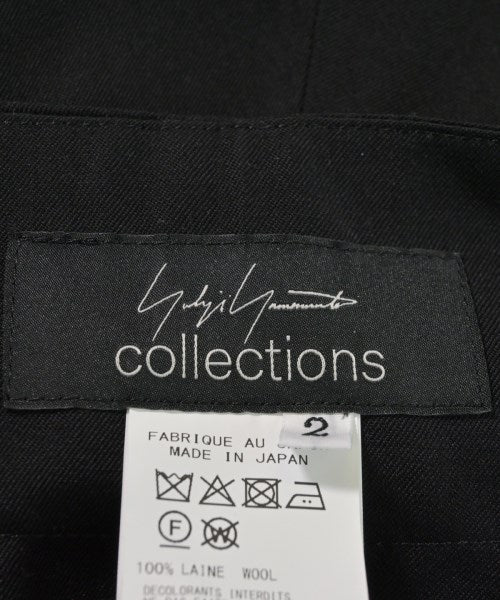 Yohji Yamamoto
collections
2
FABRIQUE AU
MADE IN JAPAN
F
W
100% LAINE WOOL
DECOLORANTS INTERDITS